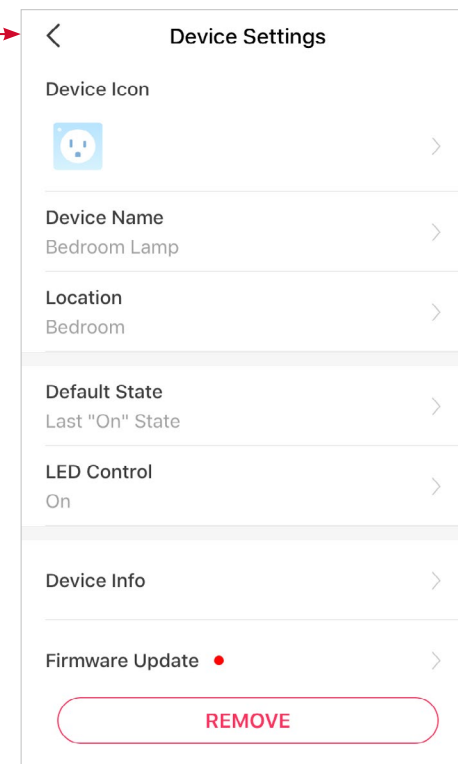 Device Settings
Device Icon
Device Name
Bedroom Lamp
Location
Bedroom
Default State
Last "On" State
LED Control
On
Device Info
Firmware Update
REMOVE